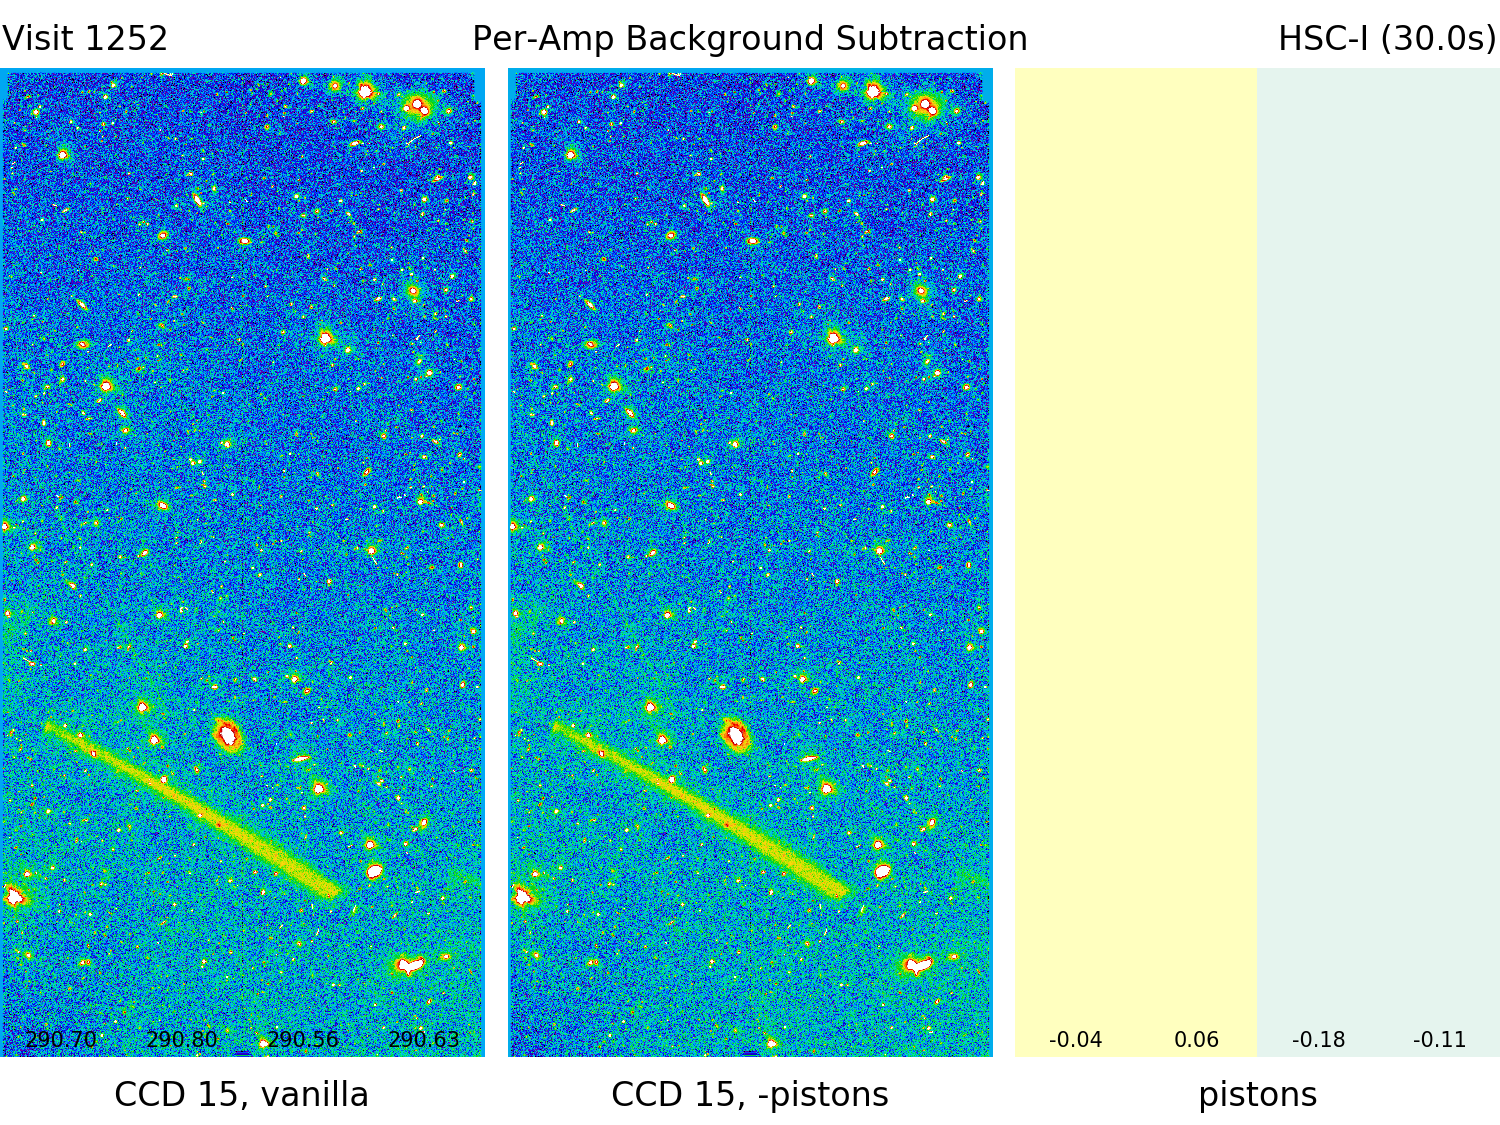 Visit 1252 Per-Amp Background Subtraction HSC-I (30.0s)
290.70 290.80 290.56 290.63 -0.04 0.06 -0.18 -0.11
CCD 15, vanilla CCD 15, -pistons pistons